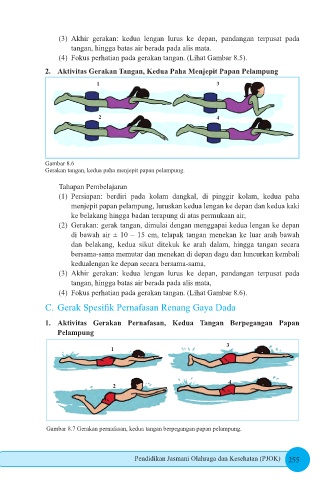 (3) Akhir gerakan: kedua lengan lurus ke depan, pandangan terpusat pada
tangan, hingga batas air berada pada alis mata.
(4) Fokus perhatian pada gerakan tangan. (Lihat Gambar 8.5).
2. Aktivitas Gerakan Tangan, Kedua Paha Menjepit Papan Pelampung
1
3
2
4
Gambar 8.6
Gerakan tangan, kedua paha menjepit papan pelampung.
Tahapan Pembelajaran
(1) Persiapan: berdiri pada kolam dangkal, di pinggir kolam, kedua paha
menjepit papan pelampung, luruskan kedua lengan ke depan dan kedua kaki
ke belakang hingga badan terapung di atas permukaan air,
(2) Gerakan: gerak tangan, dimulai dengan menggapai kedua lengan ke depan
di bawah air ± 10 – 15 cm, telapak tangan menekan ke luar arah bawah
dan belakang, kedua sikut ditekuk ke arah dalam, hingga tangan secara
bersama-sama memutar dan menekan di depan dagu dan luncurkan kembali
kedualengan ke depan secara bersama-sama,
(3) Akhir gerakan: kedua lengan lurus ke depan, pandangan terpusat pada
tangan, hingga batas air berada pada alis mata,
(4) Fokus perhatian pada gerakan tangan. (Lihat Gambar 8.6).
C. Gerak Spesifik Pernafasan Renang Gaya Dada
1. Aktivitas Gerakan Pernafasan, Kedua Tangan Berpegangan Papan
Pelampung
1
3
2
4
Gambar 8.7 Gerakan pernafasan, kedua tangan berpegangan papan pelampung.
Pendidikan Jasmani Olahraga dan Kesehatan (PJOK) 255